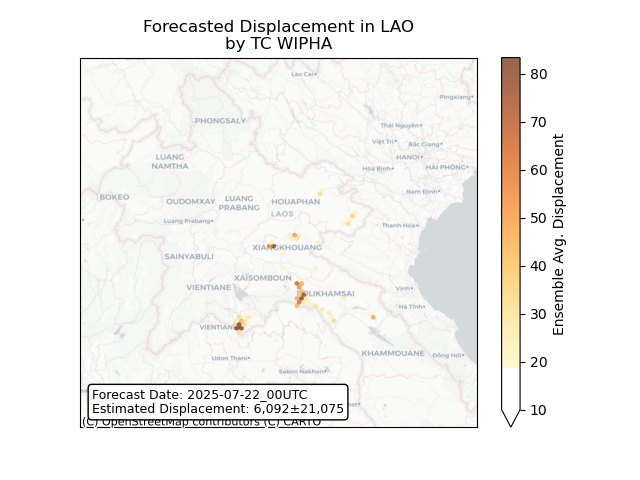 Forecasted Displacement in LAO
by TC WIPHA
Lào Cai
Pingxiang
PHONGSALY
Thái Nguyên
Việt Trì
Bắc Giang
LUANG
NAMTHA
HANOI
Hòa Bình
HẢI PHÒNG
BOKEO
OUDOMXAY
LUANG
PRABANG
HOUAPHAN
Nam Định
LAOS
Luang Prabang
Thanh Hóa
XIANGKHOUANG
SAINYABULI
XAISOMBOUN
VIENTIANE
BOLIKHAMSAI
Vinh
Hà Tĩnh
VIENTIANE
KHAMMOUANE
Đồng Hới
Udon Thani
Sakon Nakhon
Forecast Date: 2025-07-22_00UTC
Estimated Displacement: 6,092±21,075
(C) OpenStreetMap contributors (C) CARTO
80
70
60
50
40
30
20
10
Ensemble Avg. Displacement